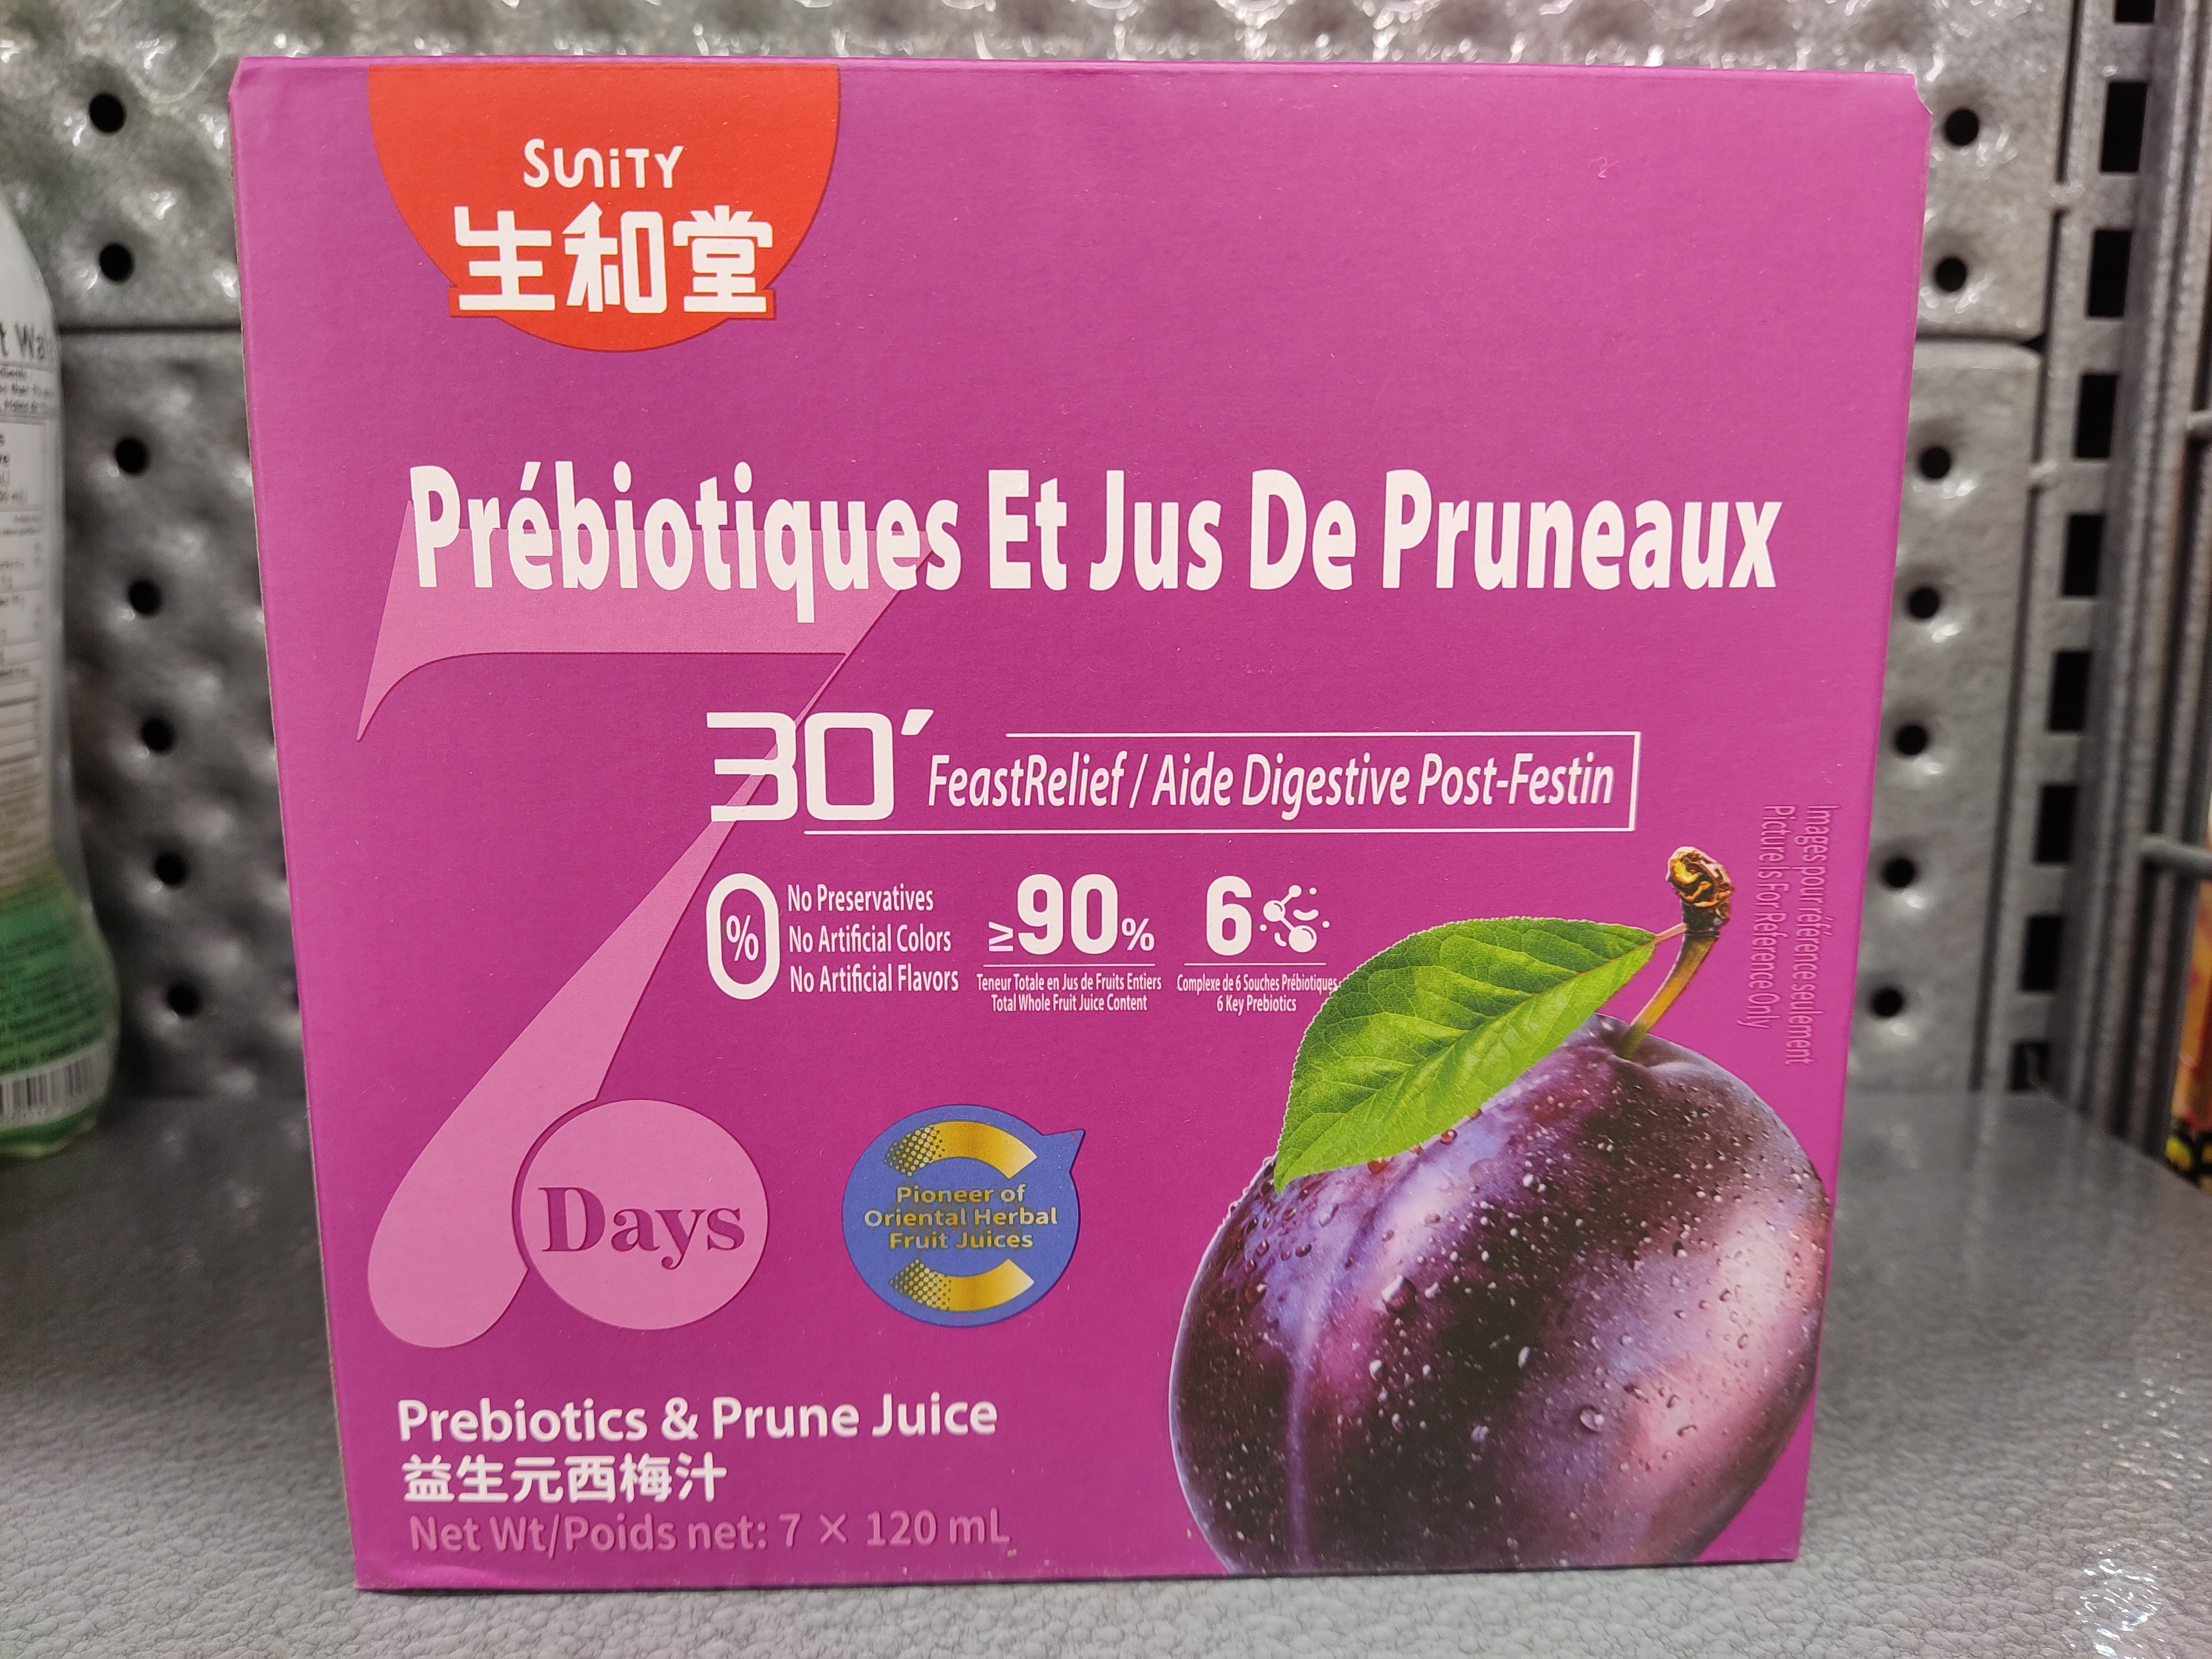 SUNITY
生和堂
Prébiotiques Et Jus De Pruneaux
30′ FeastRelief / Aide Digestive Post-Festin
0%
No Preservatives
No Artificial Colors
No Artificial Flavors
≥90%
Teneur Totale en Jus de Fruits Entiers
Total Whole Fruit Juice Content
6
Complexe de 6 Souches Prébiotiques
6 Key Prebiotics
Images pour référence seulement
Picture Is For Reference Only
7
Days
Pioneer of
Oriental Herbal
Fruit Juices
Prebiotics & Prune Juice
益生元西梅汁
Net Wt/Poids net: 7 × 120 mL